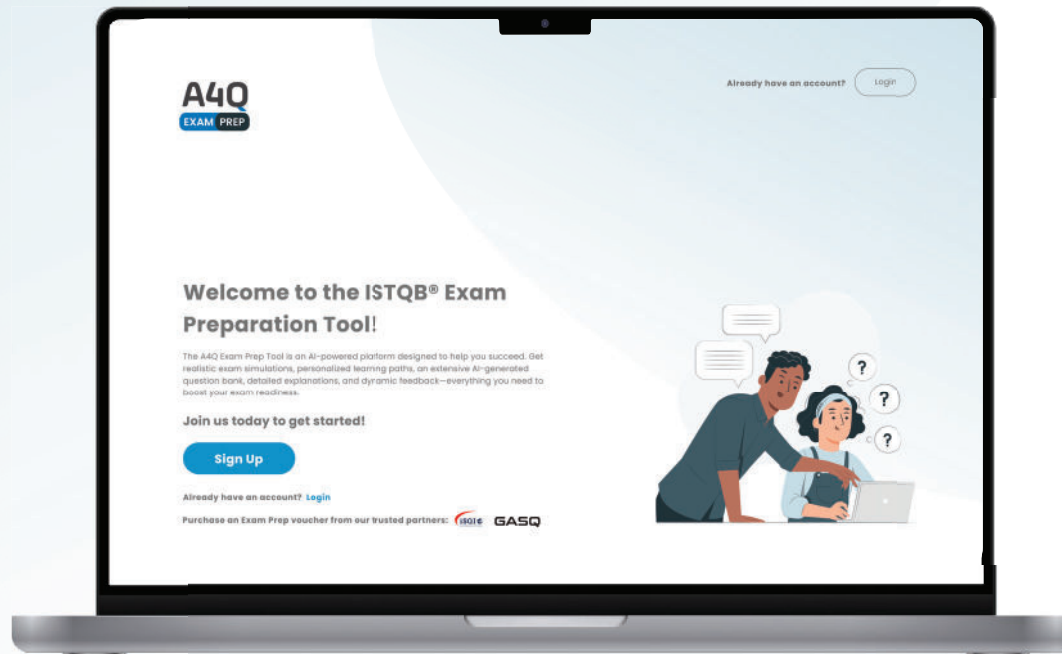 A4Q
EXAM PREP
Already have an account?
Login
Welcome to the ISTQB® Exam
Preparation Tool!
The A4Q Exam Prep Tool is an AI-powered platform designed to help you succeed. Get
realistic exam simulations, personalized learning paths, an extensive AI-generated
question bank, detailed explanations, and dynamic feedback—everything you need to
boost your exam readiness.
Join us today to get started!
Sign Up
Already have an account? Login
Purchase an Exam Prep voucher from our trusted partners: iSQI GASQ
?
?
?